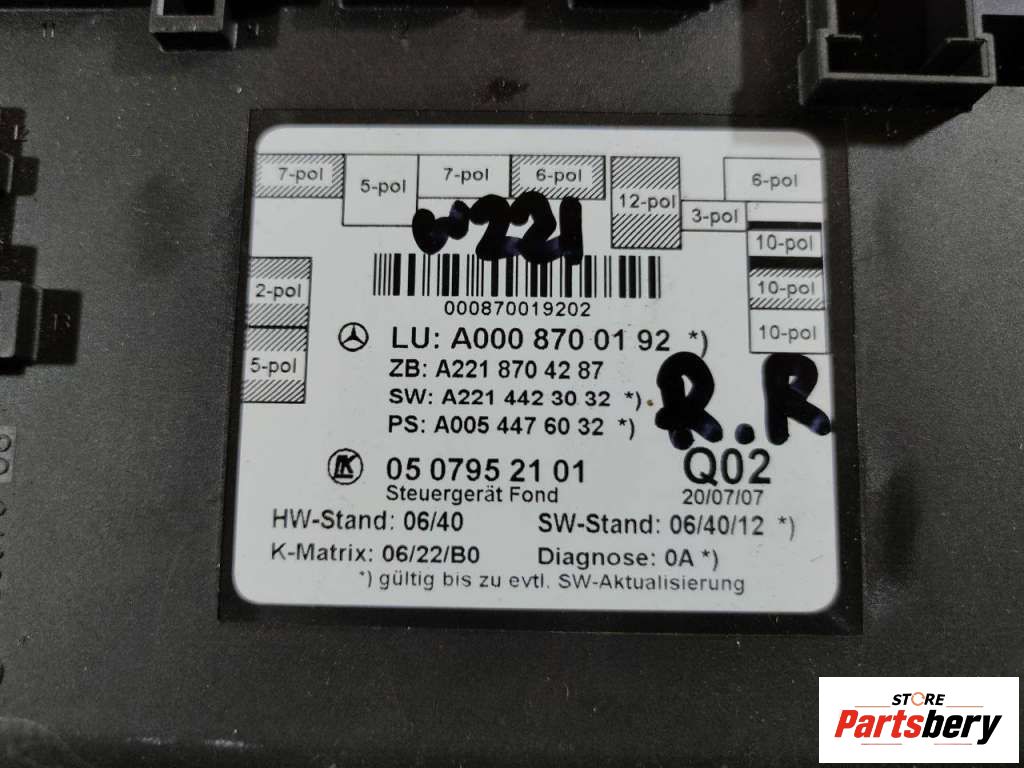 11
12
13
7-pol 5-pol 7-pol 6-pol 12-pol 3-pol 6-pol
w221
10-pol
10-pol
10-pol
2-pol
5-pol
000870019202
LU: A000 870 01 92 *)
ZB: A221 870 42 87
SW: A221 442 30 32 *)
PS: A005 447 60 32 *)
R.R
05 0795 21 01 Q02
Steuergerät Fond 20/07/07
HW-Stand: 06/40 SW-Stand: 06/40/12 *)
K-Matrix: 06/22/B0 Diagnose: 0A *)
*) gültig bis zu evtl. SW-Aktualisierung
STORE
Partsbery